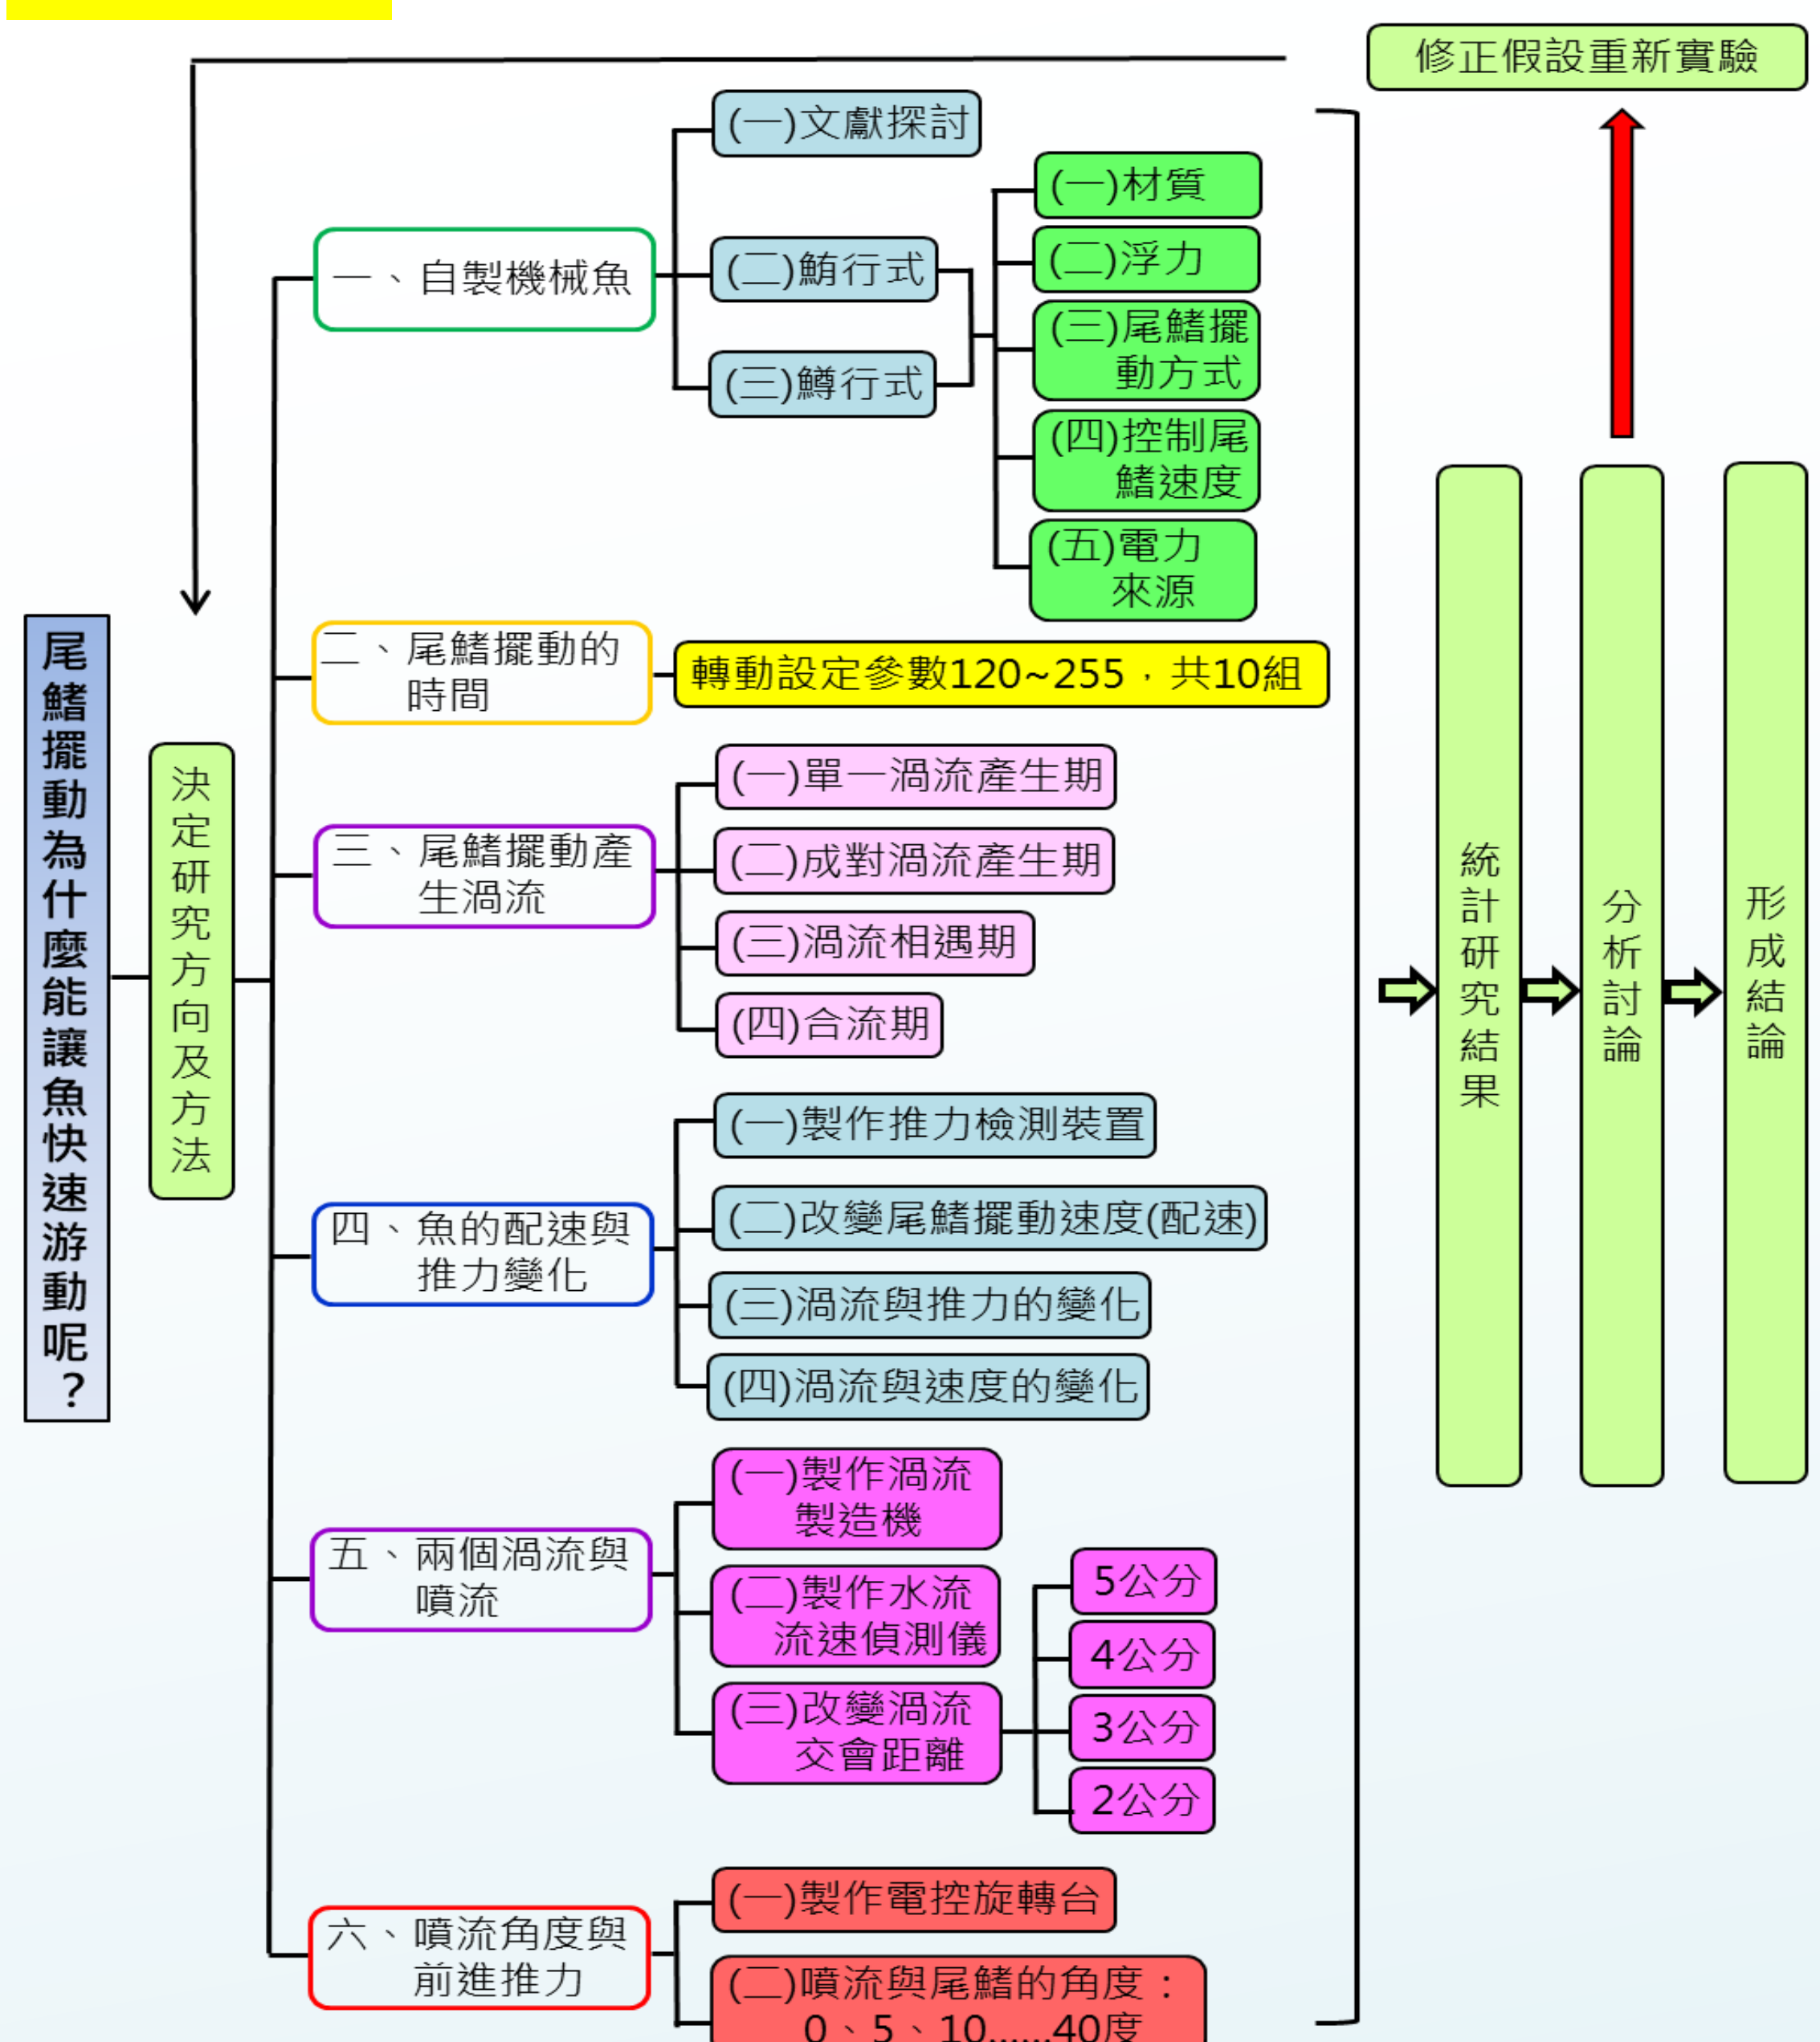 修正假設重新實驗
尾鰭擺動為什麼能讓魚快速游動呢？
決定研究方向及方法
一、自製機械魚
(一)文獻探討
(二)鮪行式
(三)鱒行式
(一)材質
(二)浮力
(三)尾鰭擺
動方式
(四)控制尾
鰭速度
(五)電力
來源
二、尾鰭擺動的
時間
轉動設定參數120~255，共10組
三、尾鰭擺動產
生渦流
(一)單一渦流產生期
(二)成對渦流產生期
(三)渦流相遇期
(四)合流期
四、魚的配速與
推力變化
(一)製作推力檢測裝置
(二)改變尾鰭擺動速度(配速)
(三)渦流與推力的變化
(四)渦流與速度的變化
五、兩個渦流與
噴流
(一)製作渦流
製造機
(二)製作水流
流速偵測儀
(三)改變渦流
交會距離
5公分
4公分
3公分
2公分
六、噴流角度與
前進推力
(一)製作電控旋轉台
(二)噴流與尾鰭的角度：
0、5、10......40度
統計研究結果
分析討論
形成結論